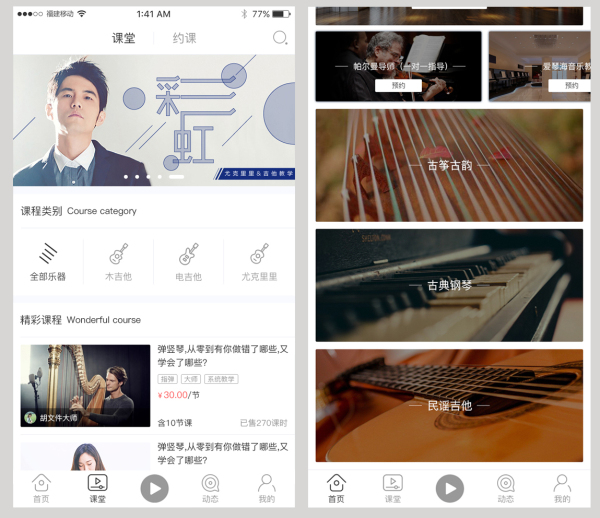 福建移动
1:41 AM
77%
课堂
约课
彩虹
尤克里里&吉他教学
课程类别 Course category
全部乐器
木吉他
电吉他
尤克里里
精彩课程 Wonderful course
弹竖琴,从零到有你做错了哪些,又
学会了哪些?
指弹
大师
系统教学
¥30.00/节
胡文件大师
含10节课
已售270课时
弹竖琴,从零到有你做错了哪些,又
学会了哪些?
首页
课堂
动态
我的
帕尔曼导师(一对一指导)
预约
爱琴海音乐教
预约
古筝古韵
古典钢琴
民谣吉他
首页
课堂
动态
我的